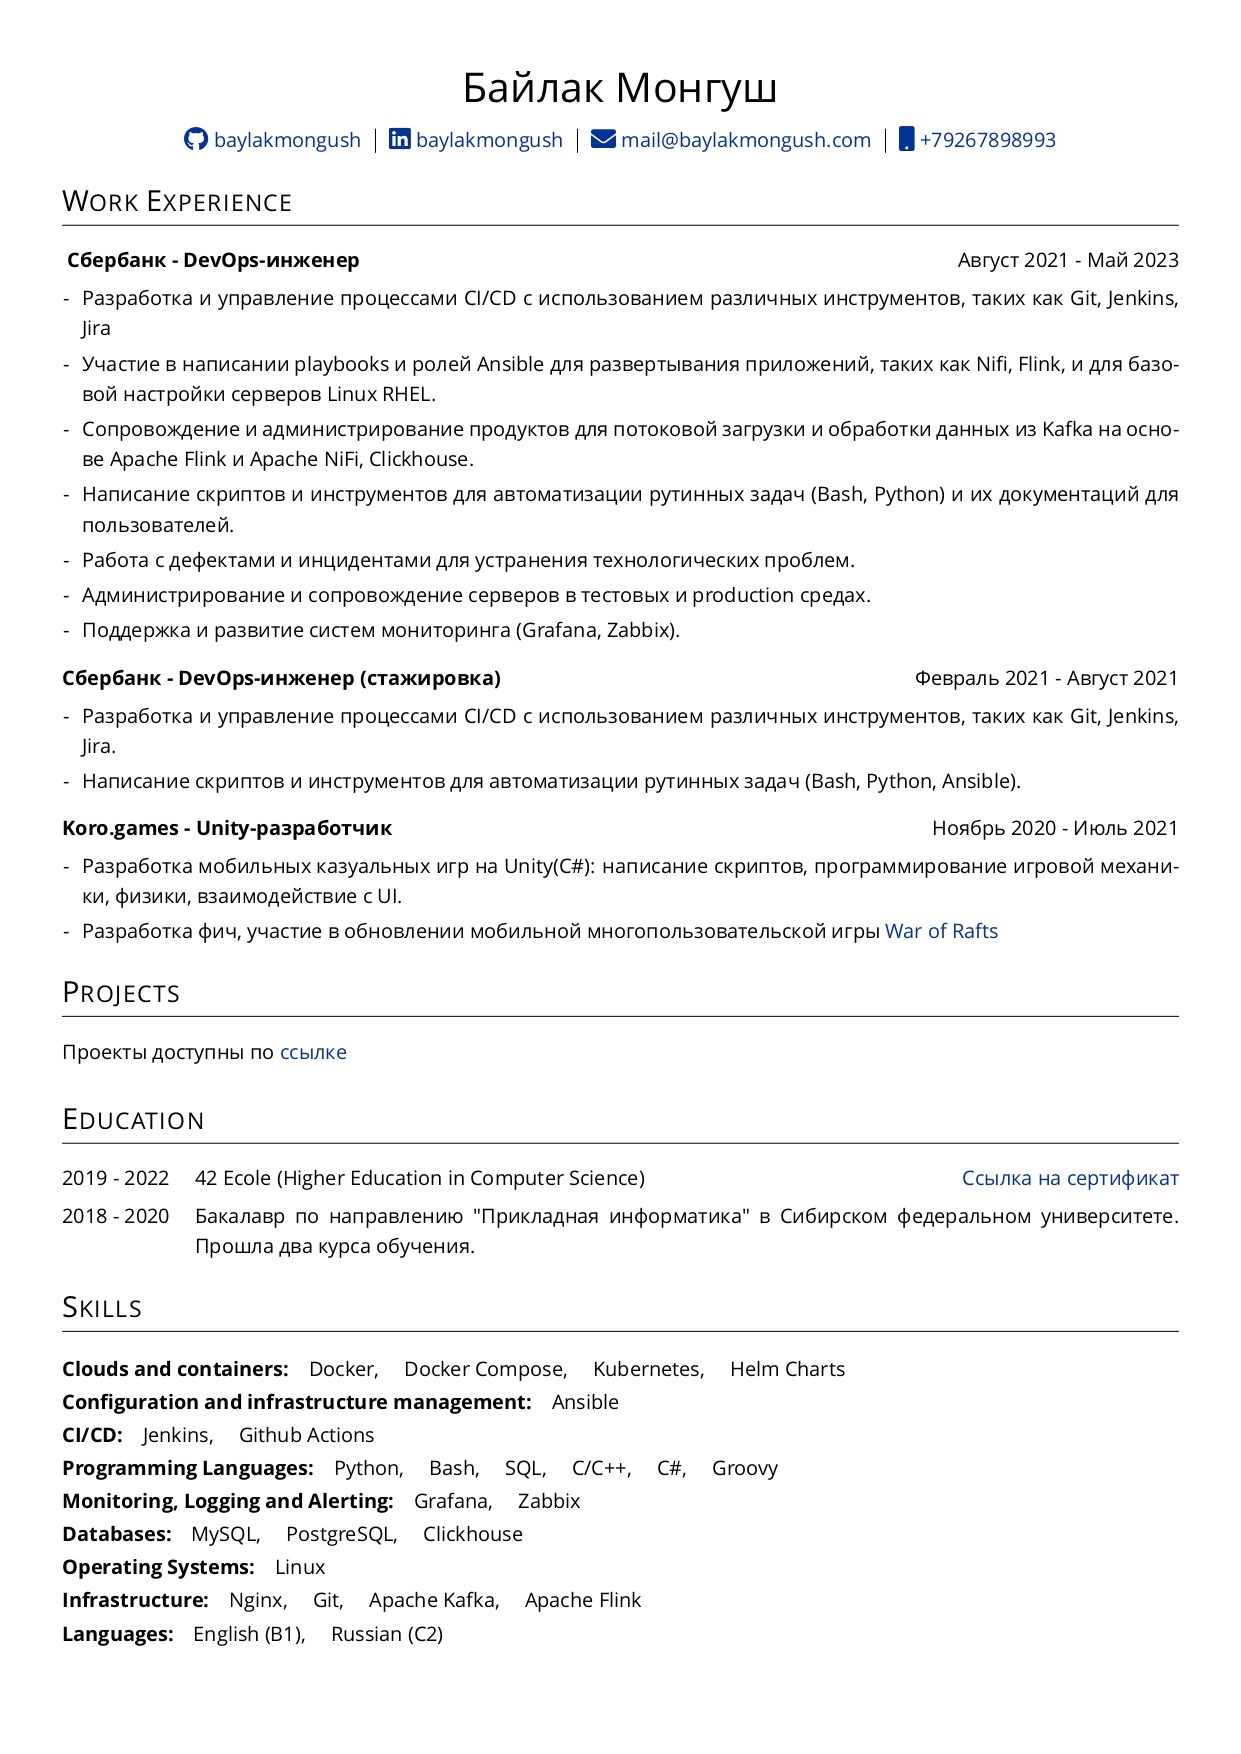 Байлак Монгуш
baylakmongush | baylakmongush | mail@baylakmongush.com | +79267898993
Work Experience
Сбербанк - DevOps-инженер Август 2021 - Май 2023
- Разработка и управление процессами CI/CD с использованием различных инструментов, таких как Git, Jenkins,
Jira
- Участие в написании playbooks и ролей Ansible для развертывания приложений, таких как Nifi, Flink, и для базо-
вой настройки серверов Linux RHEL.
- Сопровождение и администрирование продуктов для потоковой загрузки и обработки данных из Kafka на осно-
ве Apache Flink и Apache NiFi, Clickhouse.
- Написание скриптов и инструментов для автоматизации рутинных задач (Bash, Python) и их документаций для
пользователей.
- Работа с дефектами и инцидентами для устранения технологических проблем.
- Администрирование и сопровождение серверов в тестовых и production средах.
- Поддержка и развитие систем мониторинга (Grafana, Zabbix).
Сбербанк - DevOps-инженер (стажировка) Февраль 2021 - Август 2021
- Разработка и управление процессами CI/CD с использованием различных инструментов, таких как Git, Jenkins,
Jira.
- Написание скриптов и инструментов для автоматизации рутинных задач (Bash, Python, Ansible).
Koro.games - Unity-разработчик Ноябрь 2020 - Июль 2021
- Разработка мобильных казуальных игр на Unity(C#): написание скриптов, программирование игровой механи-
ки, физики, взаимодействие с UI.
- Разработка фич, участие в обновлении мобильной многопользовательской игры War of Rafts
Projects
Проекты доступны по ссылке
Education
2019 - 2022 42 Ecole (Higher Education in Computer Science) Ссылка на сертификат
2018 - 2020 Бакалавр по направлению "Прикладная информатика" в Сибирском федеральном университете.
Прошла два курса обучения.
Skills
Clouds and containers: Docker, Docker Compose, Kubernetes, Helm Charts
Configuration and infrastructure management: Ansible
CI/CD: Jenkins, Github Actions
Programming Languages: Python, Bash, SQL, C/C++, C#, Groovy
Monitoring, Logging and Alerting: Grafana, Zabbix
Databases: MySQL, PostgreSQL, Clickhouse
Operating Systems: Linux
Infrastructure: Nginx, Git, Apache Kafka, Apache Flink
Languages: English (B1), Russian (C2)